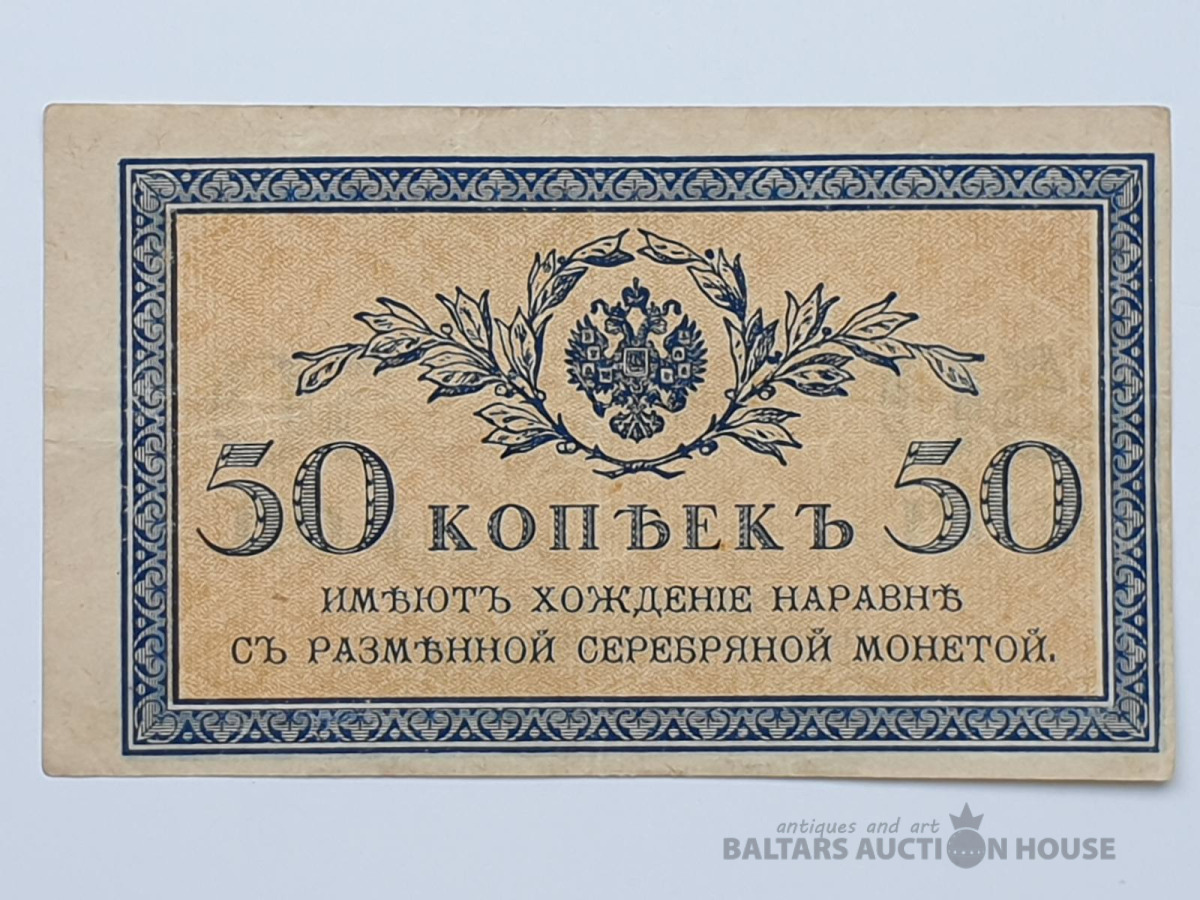 50 КОПѢЕКЪ 50
ИМѢЮТЪ ХОЖДЕНІЕ НАРАВНѢ
СЪ РАЗМѢННОЙ СЕРЕБРЯНОЙ МОНЕТОЙ.
antiques and art
BALTARS AUCTION HOUSE